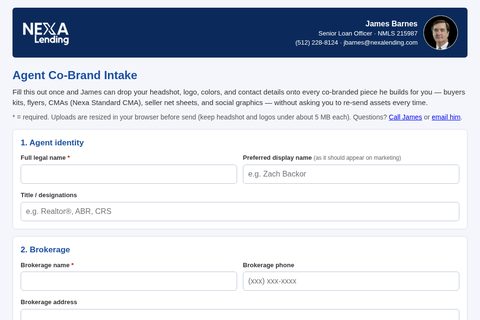 NEXA
Lending
James Barnes
Senior Loan Officer · NMLS 215987
(512) 228-8124 · jbarnes@nexalending.com
Agent Co-Brand Intake
Fill this out once and James can drop your headshot, logo, colors, and contact details onto every co-branded piece he builds for you — buyers
kits, flyers, CMAs (Nexa Standard CMA), seller net sheets, and social graphics — without asking you to re-send assets every time.
* = required. Uploads are resized in your browser before send (keep headshot and logos under about 5 MB each). Questions? Call James or email him.
1. Agent identity
Full legal name *
Preferred display name (as it should appear on marketing)
e.g. Zach Backor
Title / designations
e.g. Realtor®, ABR, CRS
2. Brokerage
Brokerage name *
Brokerage phone
(xxx) xxx-xxxx
Brokerage address